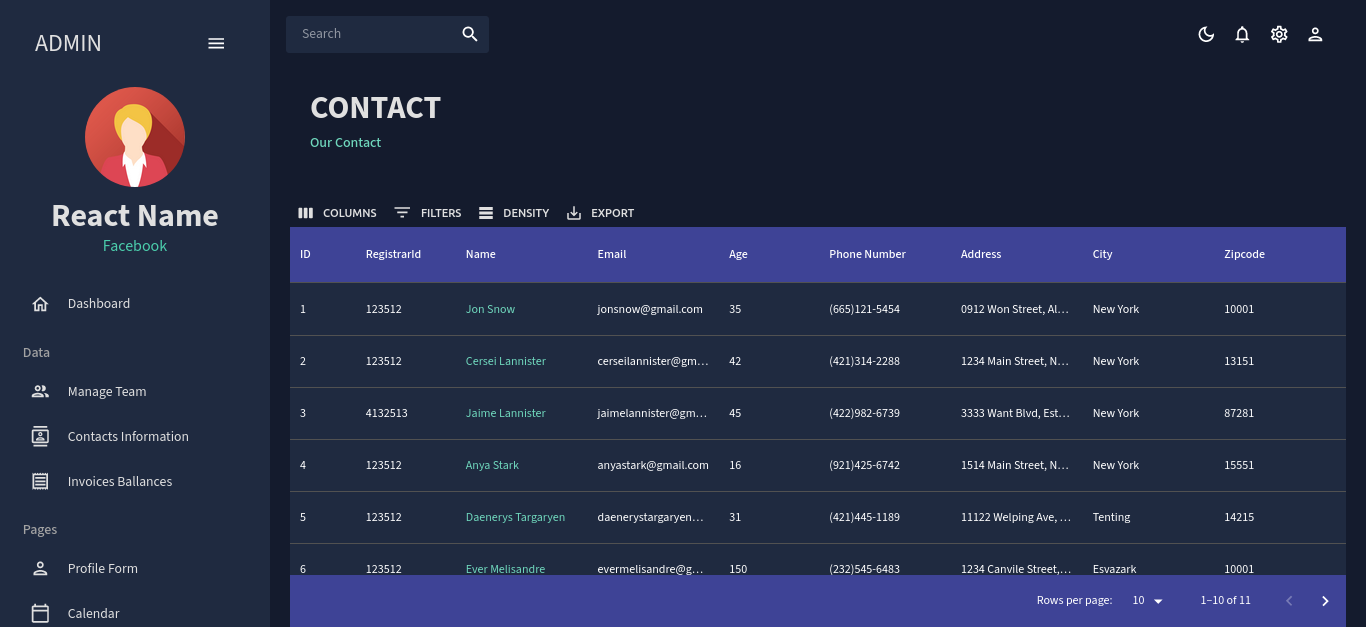 ADMIN
React Name
Facebook
Dashboard
Data
Manage Team
Contacts Information
Invoices Ballances
Pages
Profile Form
Calendar
Search
CONTACT
Our Contact
COLUMNS FILTERS DENSITY EXPORT
ID RegistrarId Name Email Age Phone Number Address City Zipcode
1 123512 Jon Snow jonsnow@gmail.com 35 (665)121-5454 0912 Won Street, Al... New York 10001
2 123512 Cersei Lannister cerseilannister@gm... 42 (421)314-2288 1234 Main Street, N... New York 13151
3 4132513 Jaime Lannister jaimelannister@gm... 45 (422)982-6739 3333 Want Blvd, Est... New York 87281
4 123512 Anya Stark anyastark@gmail.com 16 (921)425-6742 1514 Main Street, N... New York 15551
5 123512 Daenerys Targaryen daenerystargaryen... 31 (421)445-1189 11122 Welping Ave, ... Tenting 14215
6 123512 Ever Melisandre evermelisandre@g... 150 (232)545-6483 1234 Canvile Street,... Esvazark 10001
Rows per page: 10 1–10 of 11